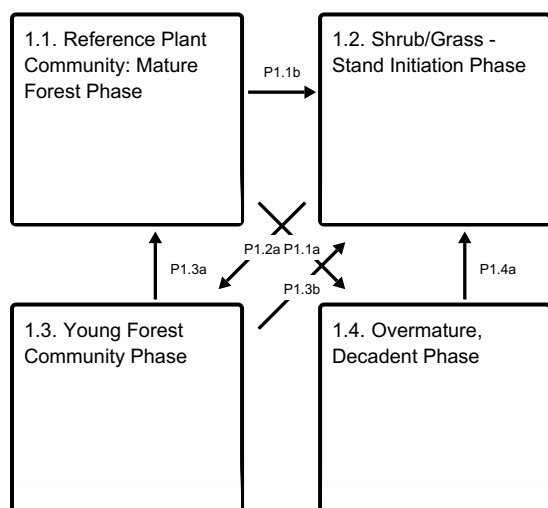 1.1. Reference Plant
Community: Mature
Forest Phase
P1.1b
1.2. Shrub/Grass -
Stand Initiation Phase
P1.2a
P1.1a
P1.3a
P1.4a
P1.3b
1.3. Young Forest
Community Phase
1.4. Overmature,
Decadent Phase